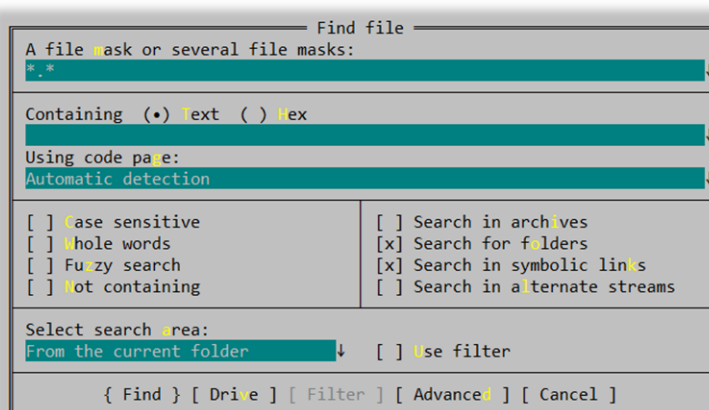 Find file
A file mask or several file masks:
*.*
Containing (•) Text ( ) Hex
Using code page:
Automatic detection
[ ] Case sensitive
[ ] Whole words
[ ] Fuzzy search
[ ] Not containing
[ ] Search in archives
[x] Search for folders
[x] Search in symbolic links
[ ] Search in alternate streams
Select search area:
From the current folder ↓
[ ] Use filter
{ Find } [ Drive ] [ Filter ] [ Advanced ] [ Cancel ]